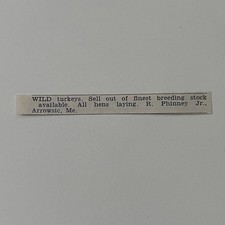 WILD turkeys. Sell out of finest breeding stock
available. All hens laying. R. Phinney Jr.,
Arrowsic, Me.